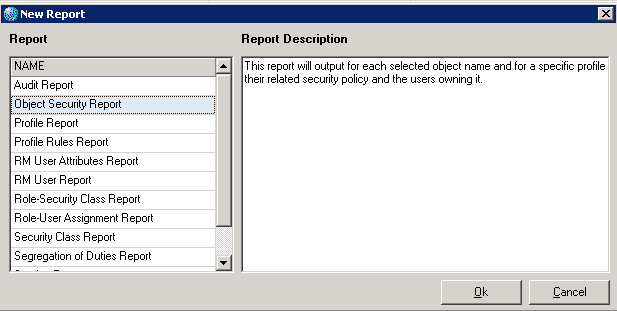 New Report
Report
Report Description
NAME
Audit Report
Object Security Report
Profile Report
Profile Rules Report
RM User Attributes Report
RM User Report
Role-Security Class Report
Role-User Assignment Report
Security Class Report
Segregation of Duties Report
This report will output for each selected object name and for a specific profile
their related security policy and the users owning it.
Ok
Cancel